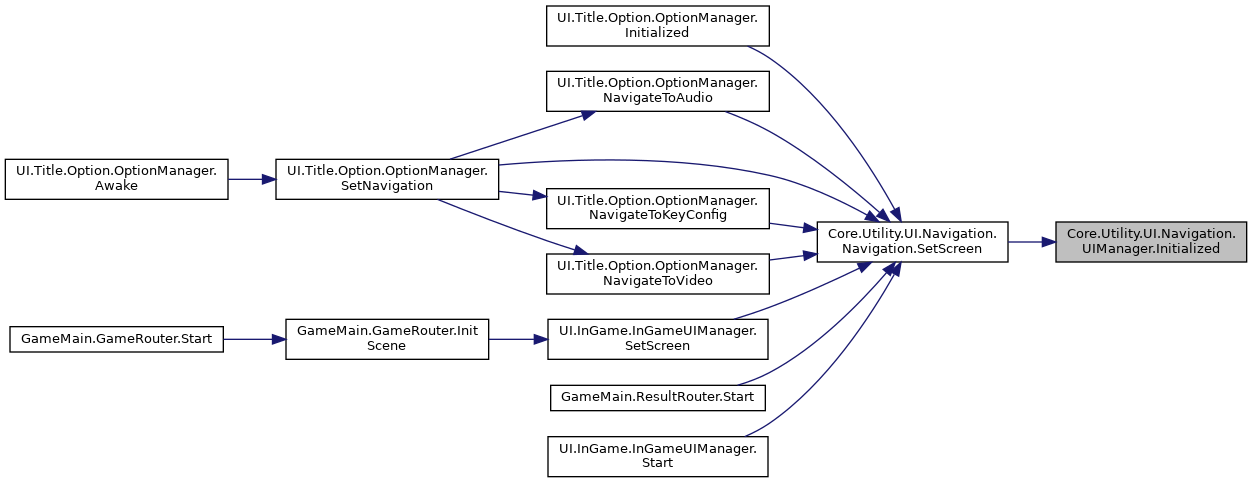 UI.Title.Option.OptionManager.
Initialized
UI.Title.Option.OptionManager.
NavigateToAudio
UI.Title.Option.OptionManager.
Awake
UI.Title.Option.OptionManager.
SetNavigation
UI.Title.Option.OptionManager.
NavigateToKeyConfig
Core.Utility.UI.Navigation.
Navigation.SetScreen
Core.Utility.UI.Navigation.
UIManager.Initialized
UI.Title.Option.OptionManager.
NavigateToVideo
GameMain.GameRouter.Start
GameMain.GameRouter.Init
Scene
UI.InGame.InGameUIManager.
SetScreen
GameMain.ResultRouter.Start
UI.InGame.InGameUIManager.
Start